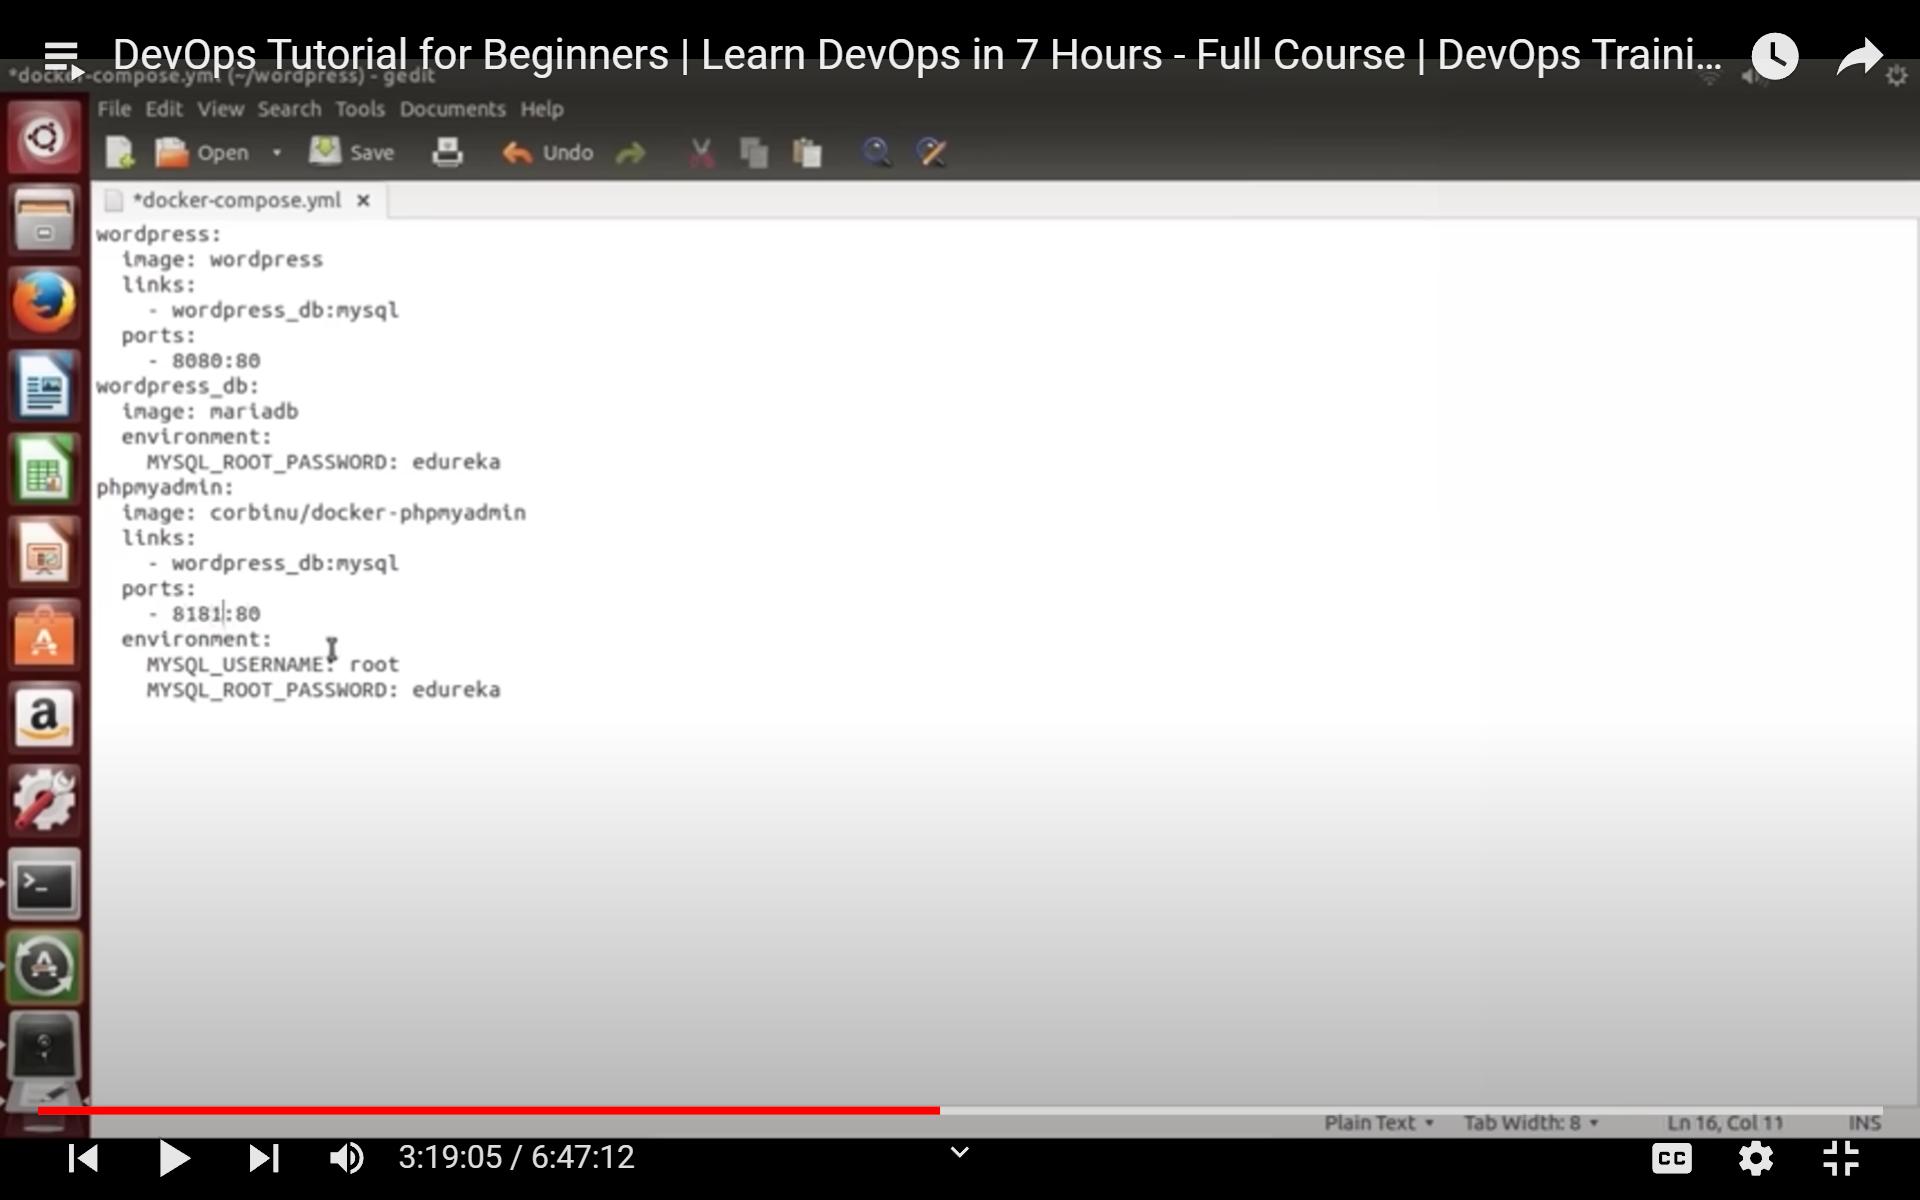 DevOps Tutorial for Beginners | Learn DevOps in 7 Hours - Full Course | DevOps Traini...
*docker-compose.yml (~/wordpress) - gedit
File Edit View Search Tools Documents Help
Open Save Undo
*docker-compose.yml
wordpress:
  image: wordpress
  links:
    - wordpress_db:mysql
  ports:
    - 8080:80
wordpress_db:
  image: mariadb
  environment:
    MYSQL_ROOT_PASSWORD: edureka
phpmyadmin:
  image: corbinu/docker-phpmyadmin
  links:
    - wordpress_db:mysql
  ports:
    - 8181:80
  environment:
    MYSQL_USERNAME: root
    MYSQL_ROOT_PASSWORD: edureka
Plain Text Tab Width: 8 Ln 16, Col 11 INS
3:19:05 / 6:47:12 CC